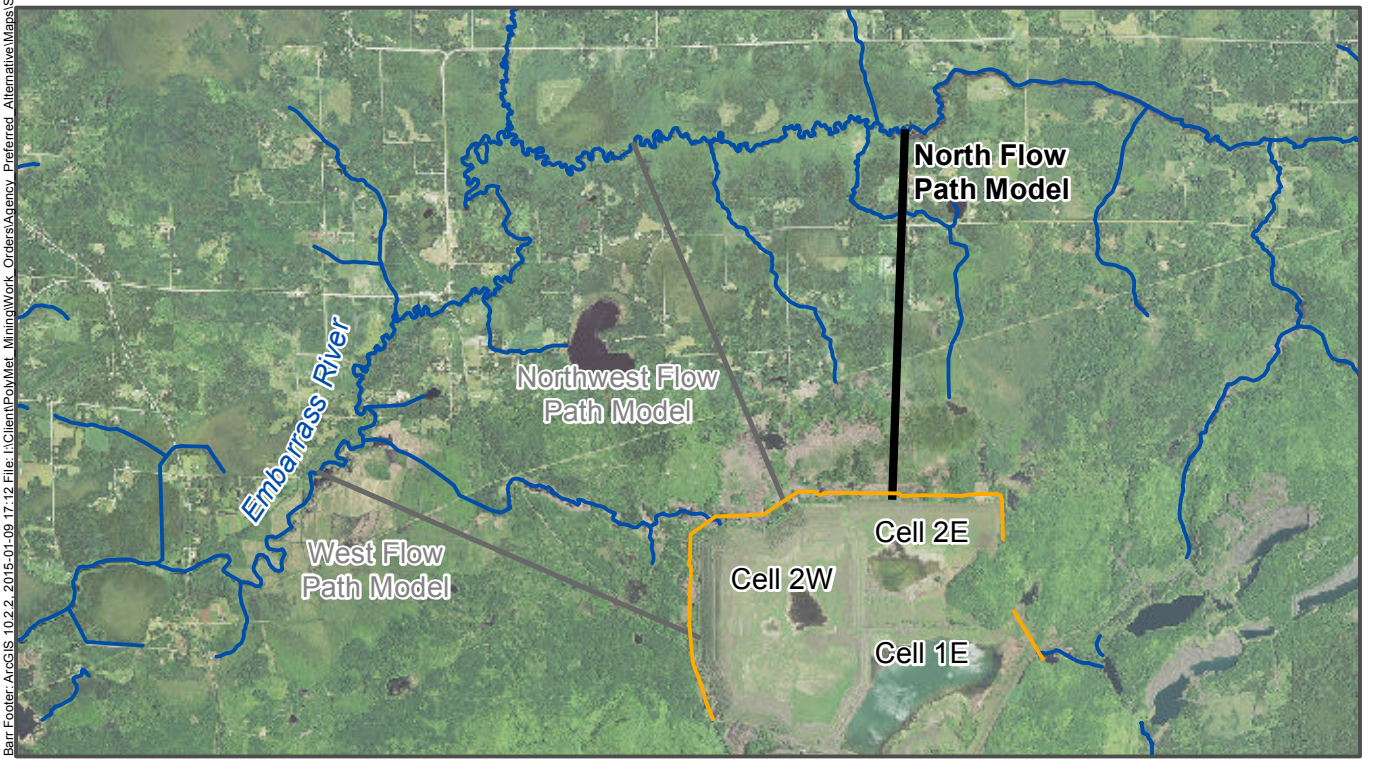 Barr Footer: ArcGIS 10.2.2, 2015-01-09 17:12 File: I:\Client\PolyMet_Mining\Work_Orders\Agency_Preferred_Alternative\Maps\S
North Flow
Path Model
Northwest Flow
Path Model
Embarrass River
West Flow
Path Model
Cell 2E
Cell 2W
Cell 1E